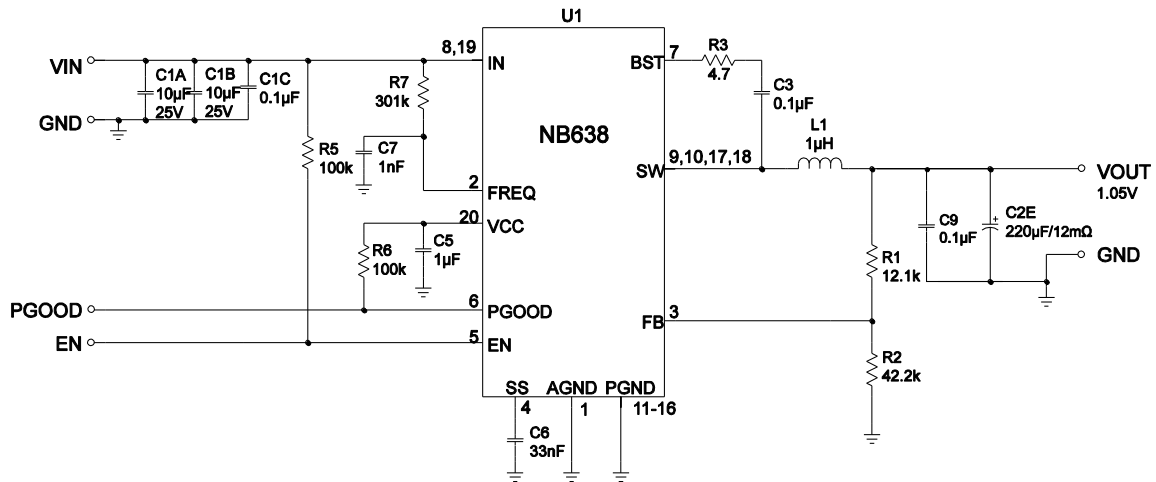 U1
VIN
C1A
10µF
25V
C1B
10µF
25V
C1C
0.1µF
GND
R5
100k
R7
301k
C7
1nF
8,19
IN
2
FREQ
20
VCC
R6
100k
C5
1µF
PGOOD
6
PGOOD
EN
5
EN
NB638
BST
7
R3
4.7
C3
0.1µF
SW
9,10,17,18
L1
1µH
VOUT
1.05V
C9
0.1µF
C2E
220µF/12mΩ
+
GND
R1
12.1k
FB
3
R2
42.2k
SS
4
AGND
1
PGND
11-16
C6
33nF